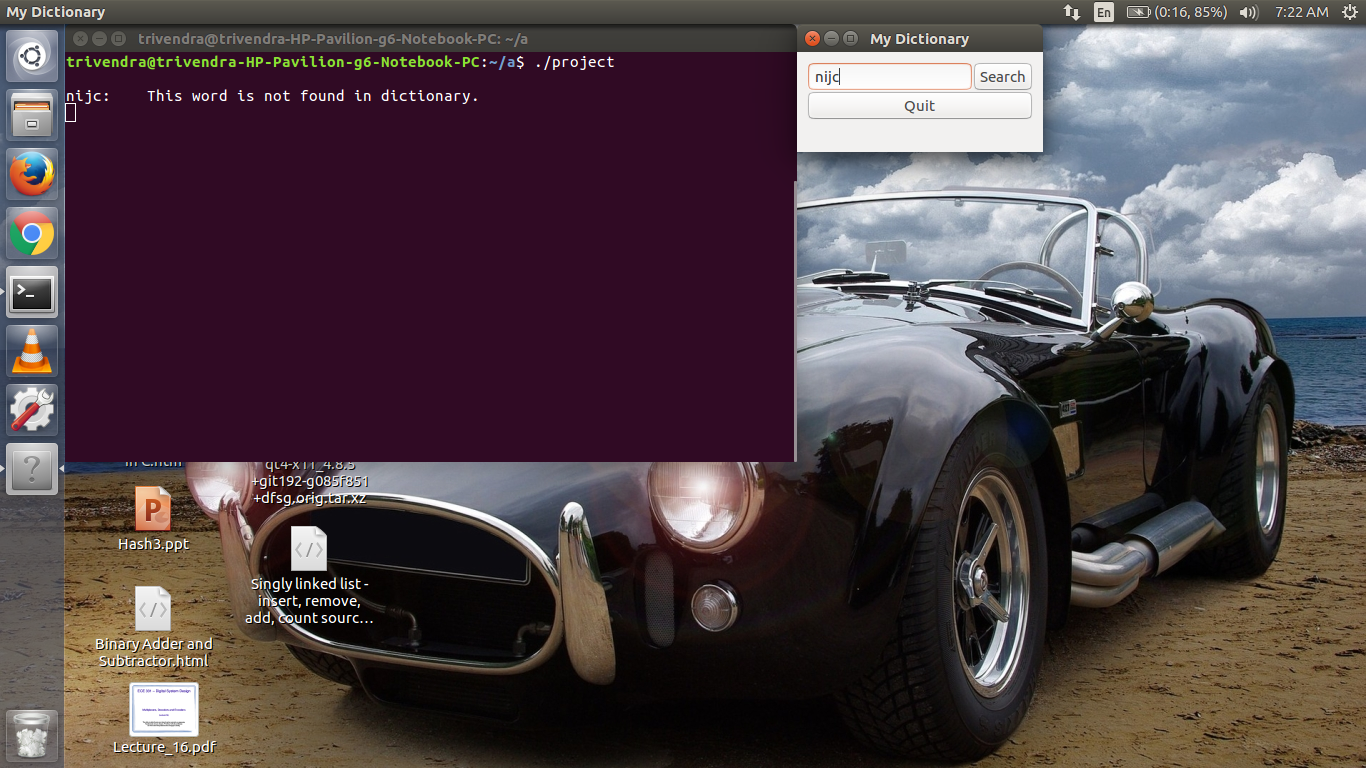 My Dictionary
En
(0:16, 85%)
7:22 AM
trivendra@trivendra-HP-Pavilion-g6-Notebook-PC: ~/a
trivendra@trivendra-HP-Pavilion-g6-Notebook-PC:~/a$ ./project
nijc:    This word is not found in dictionary.
My Dictionary
nijc
Search
Quit
in C.html
qt4-x11_4.8.5
+git192-g085f851
+dfsg.orig.tar.xz
Hash3.ppt
Singly linked list -
insert, remove,
add, count sourc...
Binary Adder and
Subtractor.html
Lecture_16.pdf